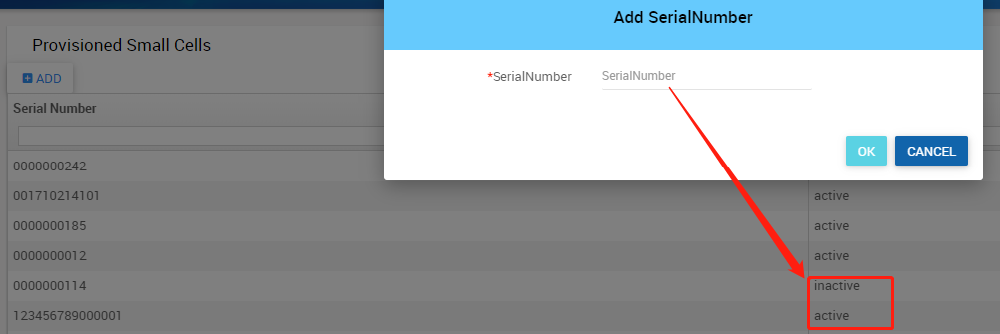 Add SerialNumber
Provisioned Small Cells
*SerialNumber SerialNumber
ADD
Serial Number
OK CANCEL
0000000242
001710214101 active
0000000185 active
0000000012 active
0000000114 inactive
123456789000001 active